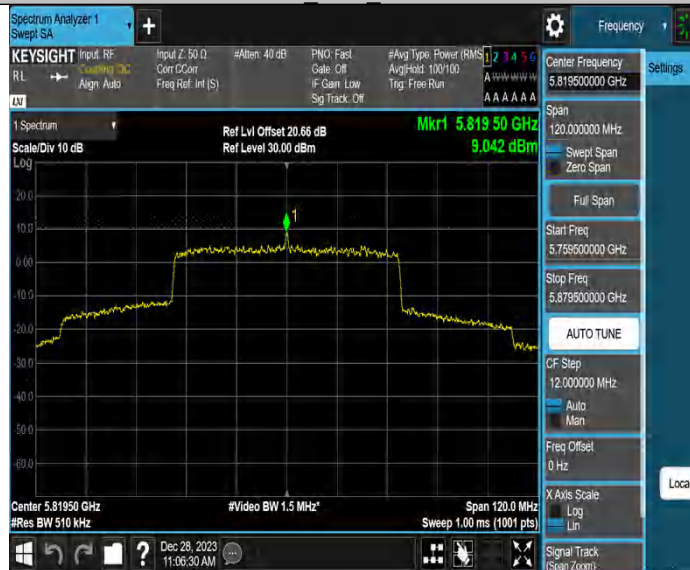 Spectrum Analyzer 1
Swept SA
+
Frequency
KEYSIGHT
RL
Input: RF
Coupling: DC
Align: Auto
Input Z: 50 Ω
Corr CCorr
Freq Ref: Int (S)
#Atten: 40 dB
PNO: Fast
Gate: Off
IF Gain: Low
Sig Track: Off
#Avg Type: Power (RMS)
Avg|Hold: 100/100
Trig: Free Run
1 2 3 4 5 6
A W W W W W
A A A A A A
LXI
1 Spectrum
Scale/Div 10 dB
Log
Ref Lvl Offset 20.66 dB
Ref Level 30.00 dBm
Mkr1 5.819 50 GHz
9.042 dBm
1
20.0
10.0
0.00
-10.0
-20.0
-30.0
-40.0
-50.0
-60.0
Center 5.81950 GHz
#Res BW 510 kHz
#Video BW 1.5 MHz*
Span 120.0 MHz
Sweep 1.00 ms (1001 pts)
?
Dec 28, 2023
11:06:30 AM
Center Frequency
5.819500000 GHz
Span
120.000000 MHz
Swept Span
Zero Span
Full Span
Start Freq
5.759500000 GHz
Stop Freq
5.879500000 GHz
AUTO TUNE
CF Step
12.000000 MHz
Auto
Man
Freq Offset
0 Hz
X Axis Scale
Log
Lin
Signal Track
(Span Zoom)
Settings
Loca